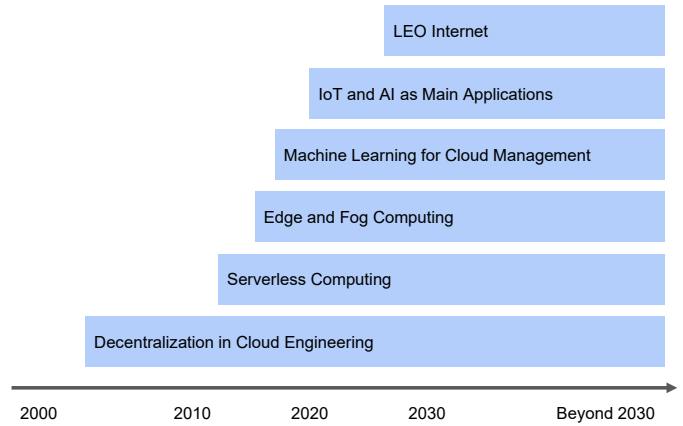 LEO Internet
IoT and AI as Main Applications
Machine Learning for Cloud Management
Edge and Fog Computing
Serverless Computing
Decentralization in Cloud Engineering
2000 2010 2020 2030 Beyond 2030